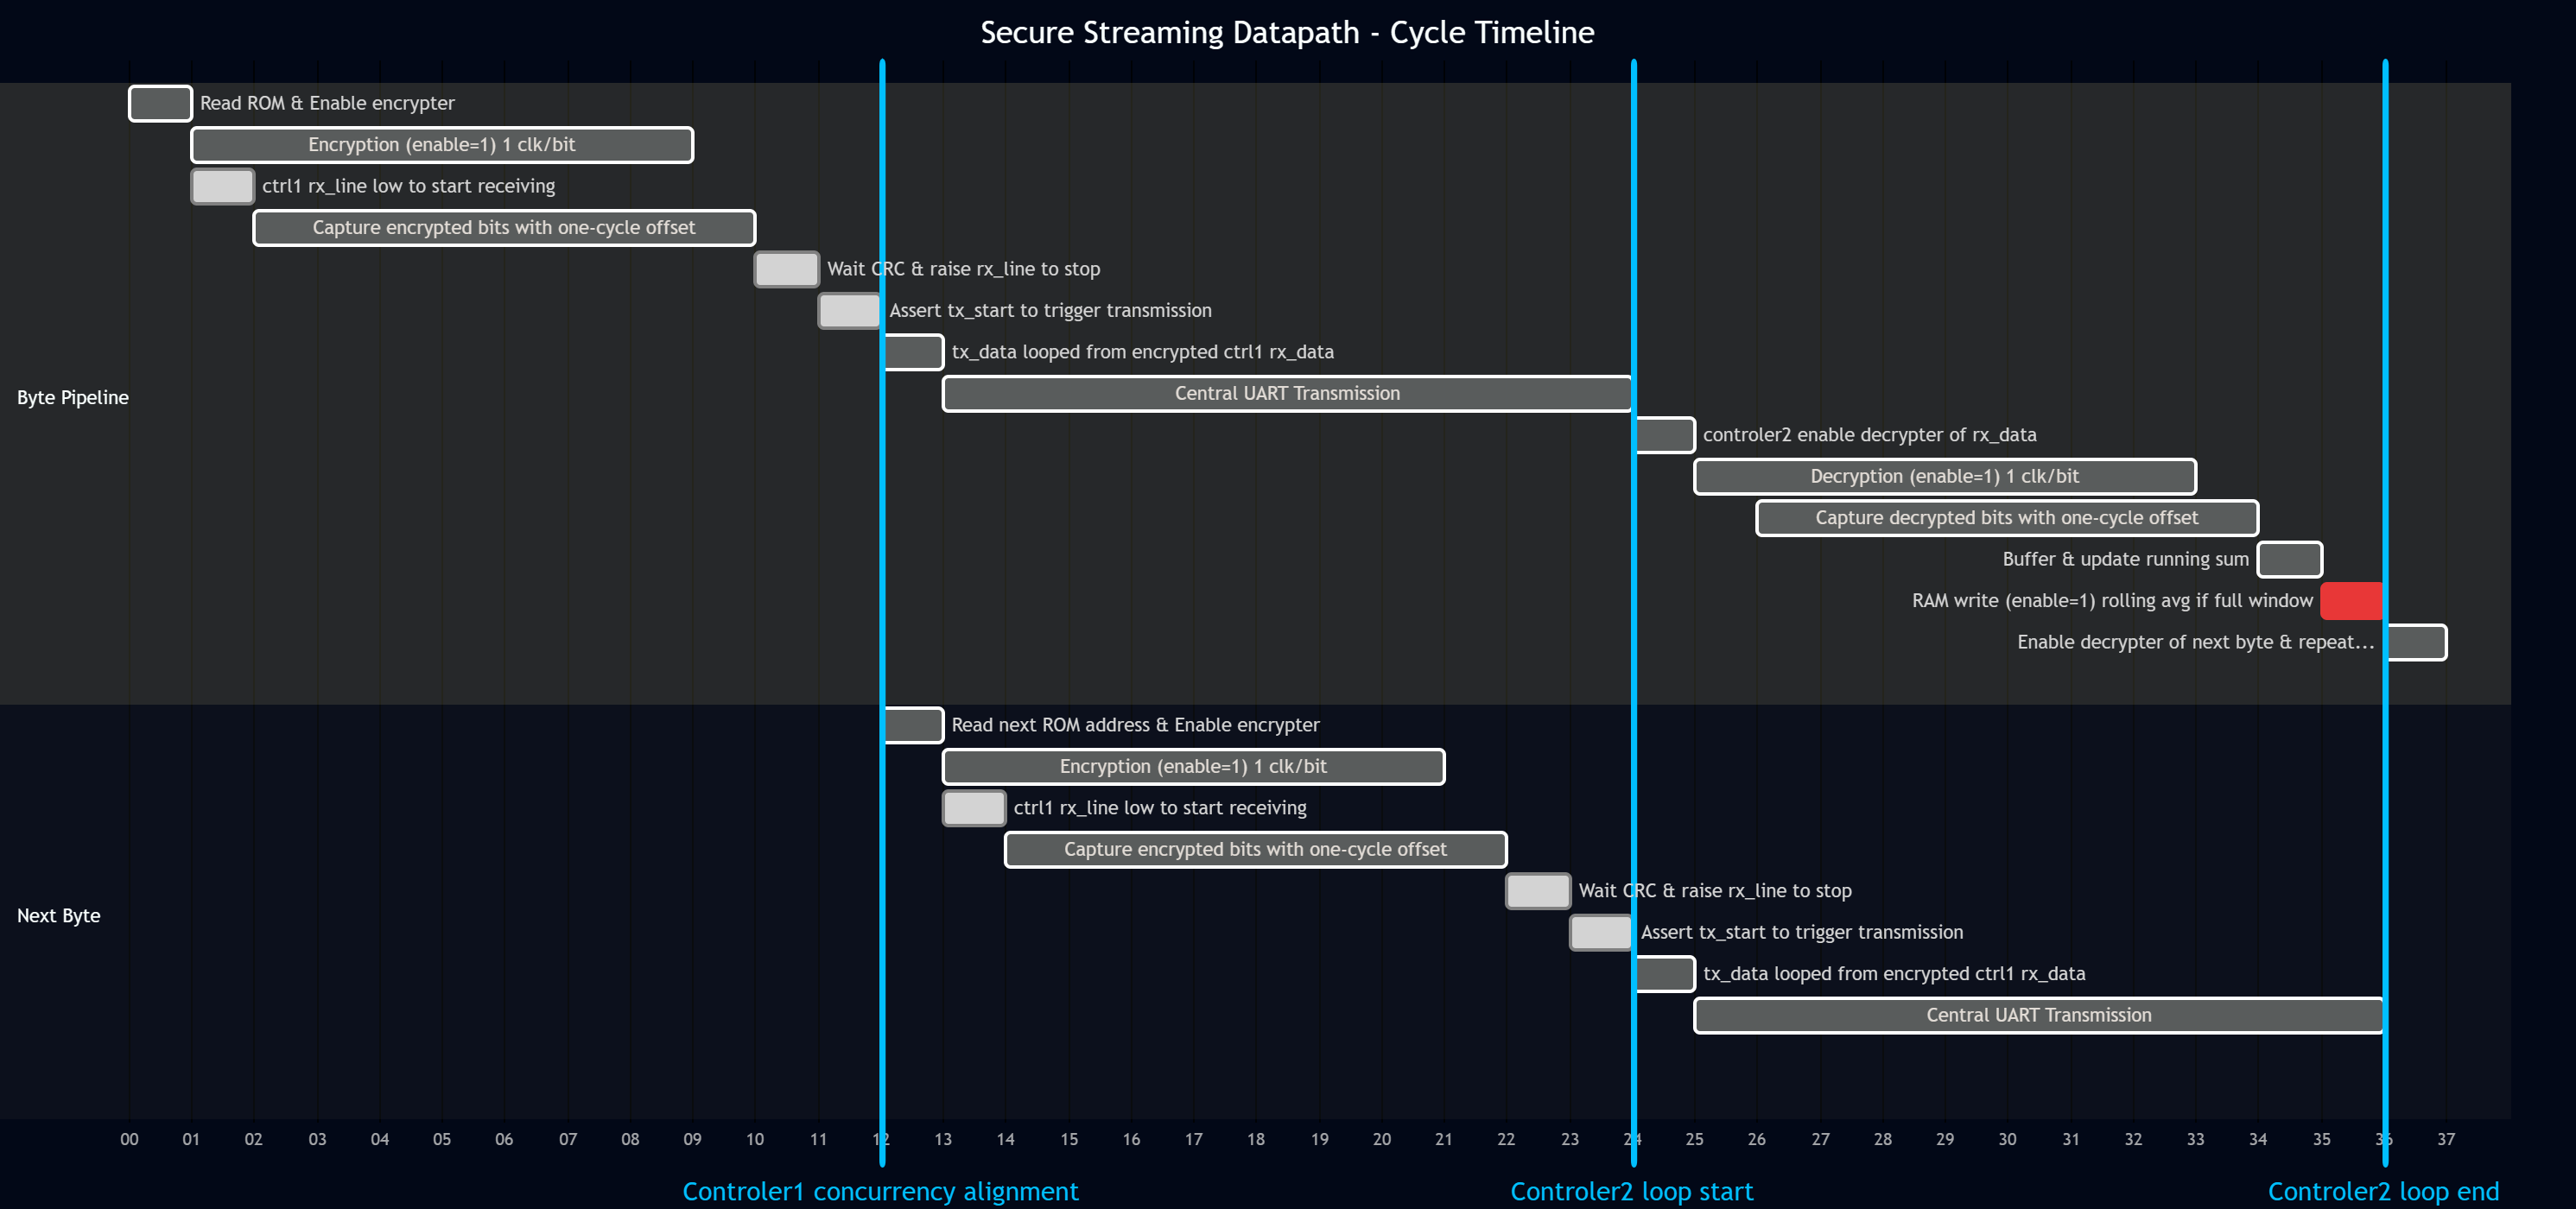 Secure Streaming Datapath - Cycle Timeline
Read ROM & Enable encrypter
Encryption (enable=1) 1 clk/bit
ctrl1 rx_line low to start receiving
Capture encrypted bits with one-cycle offset
Wait CRC & raise rx_line to stop
Assert tx_start to trigger transmission
tx_data looped from encrypted ctrl1 rx_data
Byte Pipeline
Central UART Transmission
controler2 enable decrypter of rx_data
Decryption (enable=1) 1 clk/bit
Capture decrypted bits with one-cycle offset
Buffer & update running sum
RAM write (enable=1) rolling avg if full window
Enable decrypter of next byte & repeat...
Read next ROM address & Enable encrypter
Encryption (enable=1) 1 clk/bit
ctrl1 rx_line low to start receiving
Capture encrypted bits with one-cycle offset
Wait CRC & raise rx_line to stop
Next Byte
Assert tx_start to trigger transmission
tx_data looped from encrypted ctrl1 rx_data
Central UART Transmission
00 01 02 03 04 05 06 07 08 09 10 11 12 13 14 15 16 17 18 19 20 21 22 23 24 25 26 27 28 29 30 31 32 33 34 35 36 37
Controler1 concurrency alignment
Controler2 loop start
Controler2 loop end